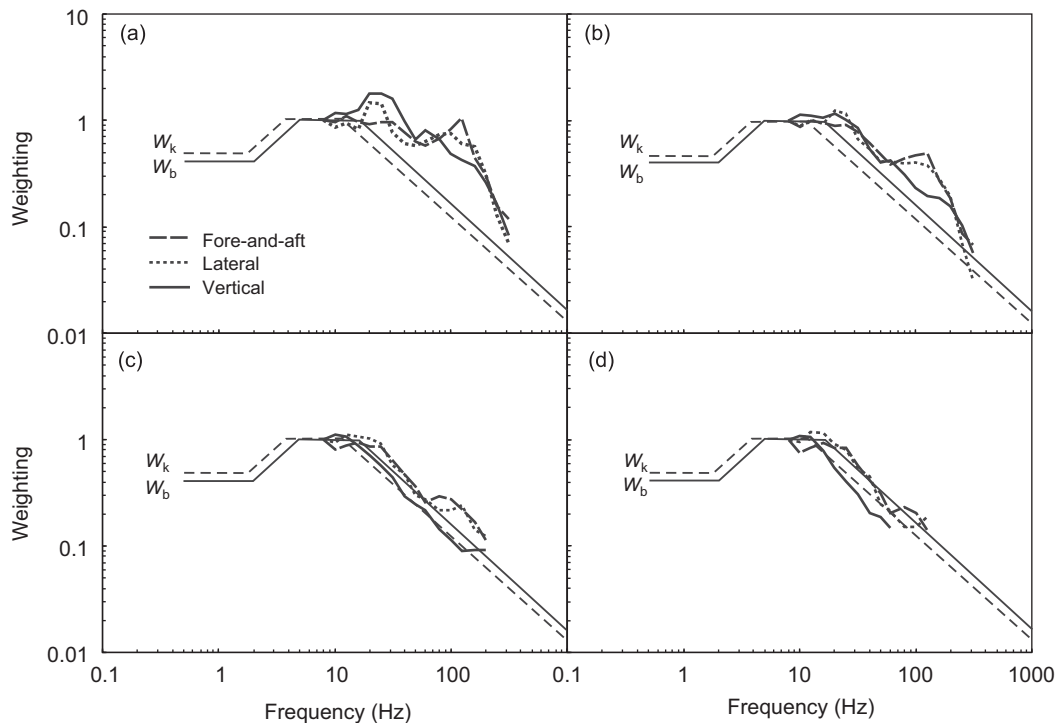 10
(a)
(b)
1
W_k
W_b
Weighting
0.1
Fore-and-aft
Lateral
Vertical
0.01
(c)
(d)
1
W_k
W_b
W_k
W_b
W_k
W_b
Weighting
0.1
0.01
0.1 1 10 100 0.1 1 10 100 1000
Frequency (Hz)
Frequency (Hz)